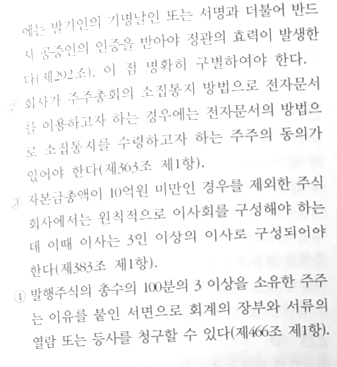 에는 발기인의 기명날인 또는 서명과 더불어 반드
시 공증인의 인증을 받아야 정관의 효력이 발생한
다(제292조). 이 점 명확히 구별하여야 한다.
② 회사가 주주총회의 소집통지 방법으로 전자문서
를 이용하고자 하는 경우에는 전자문서의 방법으
로 소집통지를 수령하고자 하는 주주의 동의가
있어야 한다(제363조 제1항).
③ 자본금총액이 10억원 미만인 경우를 제외한 주식
회사에서는 원칙적으로 이사회를 구성해야 하는
데 이때 이사는 3인 이상의 이사로 구성되어야
한다(제383조 제1항).
④ 발행주식의 총수의 100분의 3 이상을 소유한 주주
는 이유를 붙인 서면으로 회계의 장부와 서류의
열람 또는 등사를 청구할 수 있다(제466조 제1항).